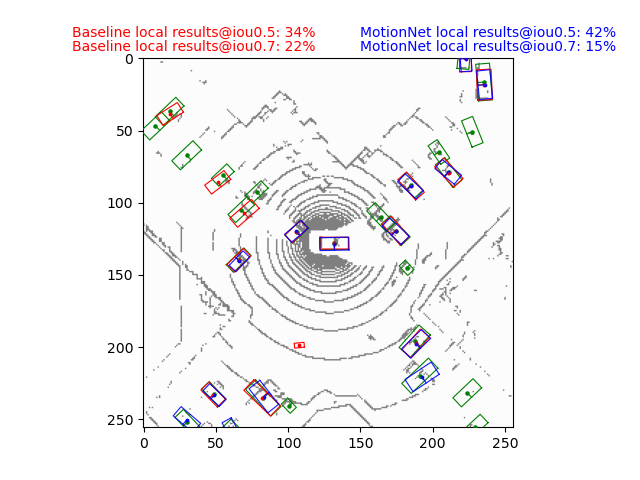 Baseline local results@iou0.5: 34% MotionNet local results@iou0.5: 42%
Baseline local results@iou0.7: 22% MotionNet local results@iou0.7: 15%
0
50
100
150
200
250
0 50 100 150 200 250